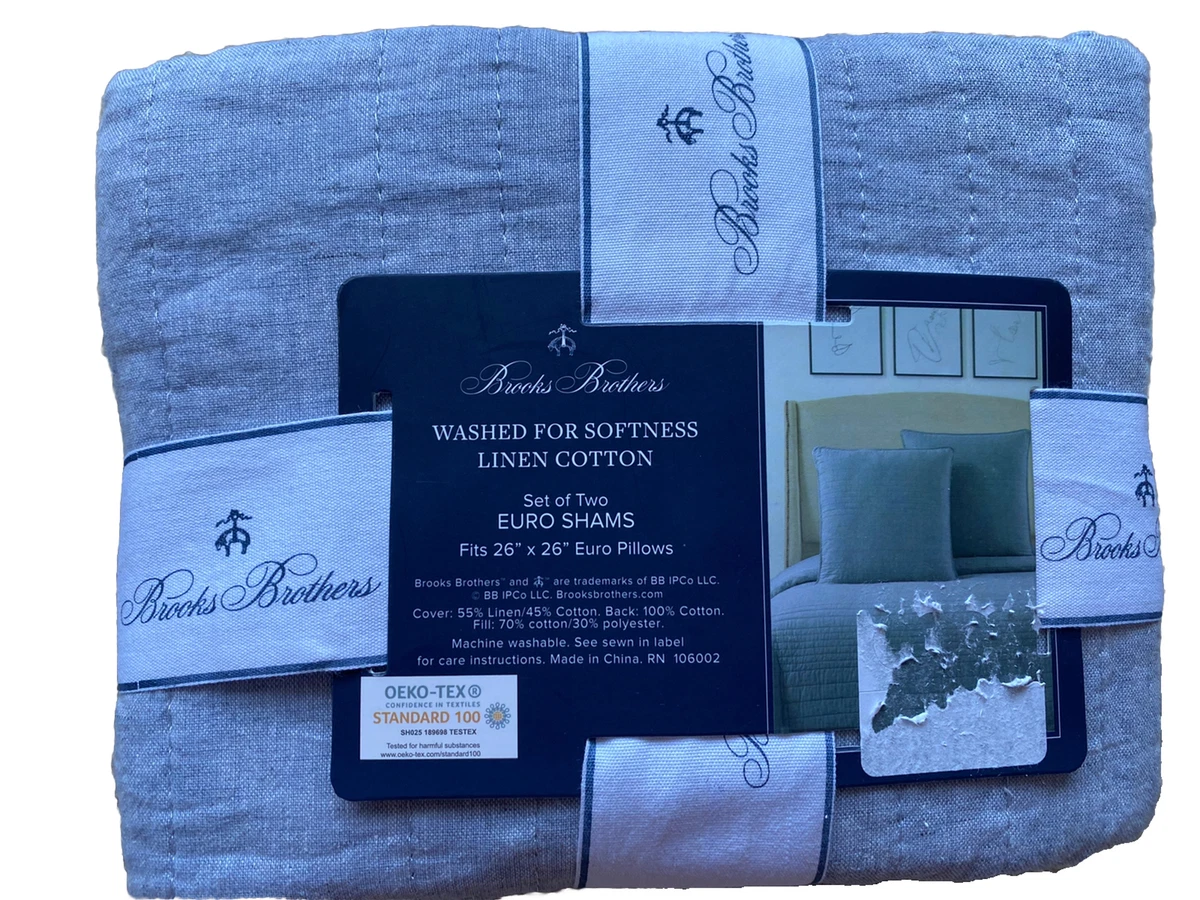 Brooks Brothers
Brooks Brothers
WASHED FOR SOFTNESS
LINEN COTTON
Set of Two
EURO SHAMS
Fits 26” x 26” Euro Pillows
Brooks Brothers™ and ™ are trademarks of BB IPCo LLC.
© BB IPCo LLC. Brooksbrothers.com
Cover: 55% Linen/45% Cotton. Back: 100% Cotton.
Fill: 70% cotton/30% polyester.
Machine washable. See sewn in label
for care instructions. Made in China. RN 106002
Brooks Brothers
Brooks B
OEKO-TEX®
CONFIDENCE IN TEXTILES
STANDARD 100
SH025 189698 TESTEX
Tested for harmful substances
www.oeko-tex.com/standard100
B